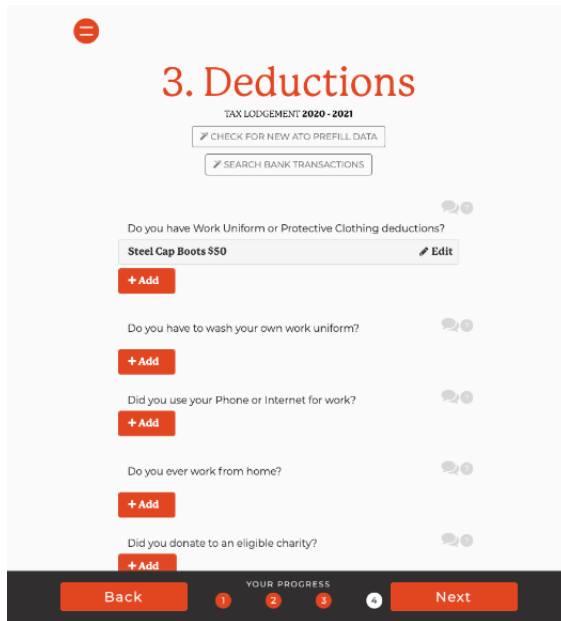 3. Deductions
TAX LODGEMENT 2020 - 2021
CHECK FOR NEW ATO PREFILL DATA
SEARCH BANK TRANSACTIONS
Do you have Work Uniform or Protective Clothing deductions?
Steel Cap Boots $50 Edit
+ Add
Do you have to wash your own work uniform?
+ Add
Did you use your Phone or Internet for work?
+ Add
Do you ever work from home?
+ Add
Did you donate to an eligible charity?
+ Add
YOUR PROGRESS
Back 1 2 3 4 Next